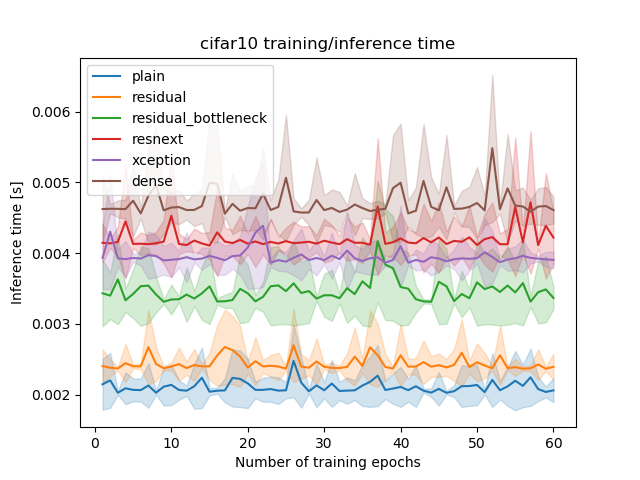 cifar10 training/inference time
plain
residual
residual_bottleneck
resnext
xception
dense
0.006
0.005
0.004
0.003
0.002
Inference time [s]
0 10 20 30 40 50 60
Number of training epochs